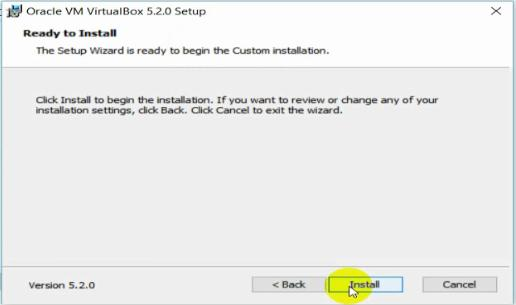 Oracle VM VirtualBox 5.2.0 Setup
Ready to Install
The Setup Wizard is ready to begin the Custom installation.
Click Install to begin the installation. If you want to review or change any of your
installation settings, click Back. Click Cancel to exit the wizard.
Version 5.2.0
< Back
Install
Cancel